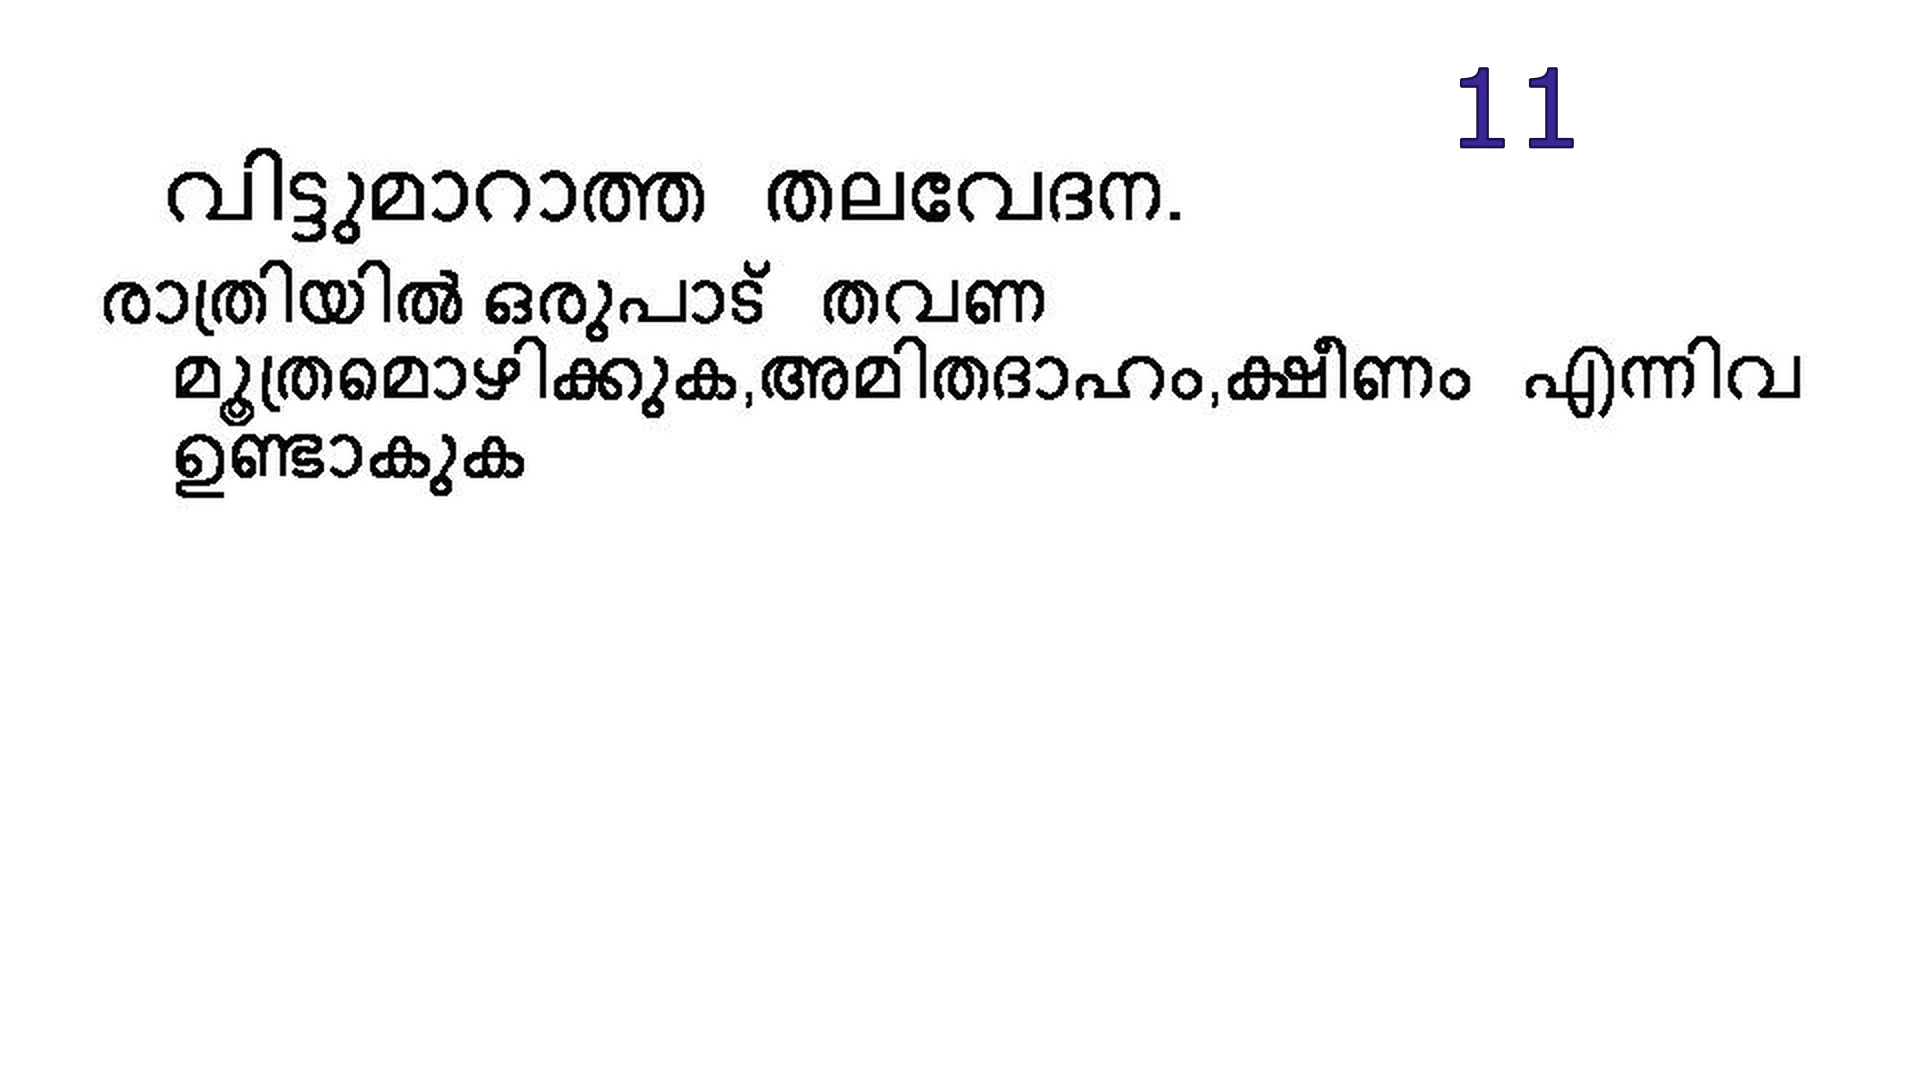 11
വിട്ടുമാറാത്ത തലവേദന.
രാത്രിയിൽ ഒരുപാട് തവണ
മൂത്രമൊഴിക്കുക,അമിതദാഹം,ക്ഷീണം എന്നിവ
ഉണ്ടാകുക